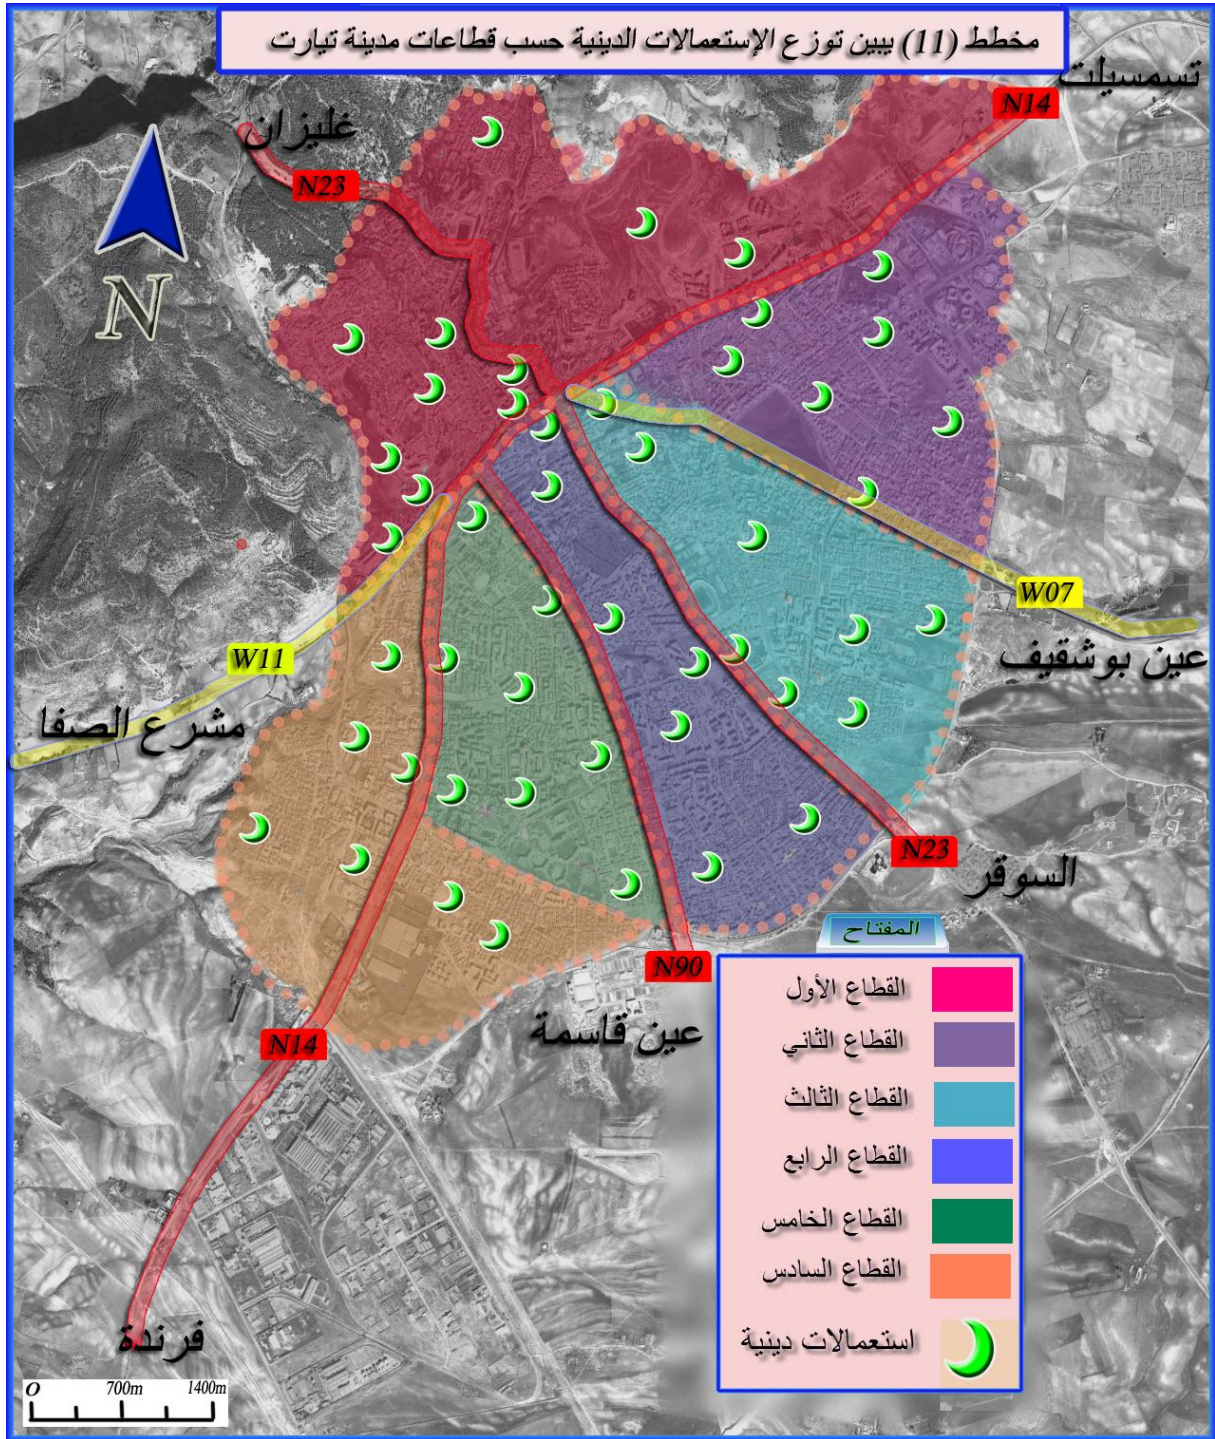 مخطط (11) يبين توزع الإستعمالات الدينية حسب قطاعات مدينة تيارت
تسمسيلت
N14
غليزان
N23
N
W07
عين بوشقيف
W11
مشرع الصفا
N23
السوقر
N90
عين قاسمة
N14
فرندة
المفتاح
القطاع الأول
القطاع الثاني
القطاع الثالث
القطاع الرابع
القطاع الخامس
القطاع السادس
استعمالات دينية
O 700m 1400m